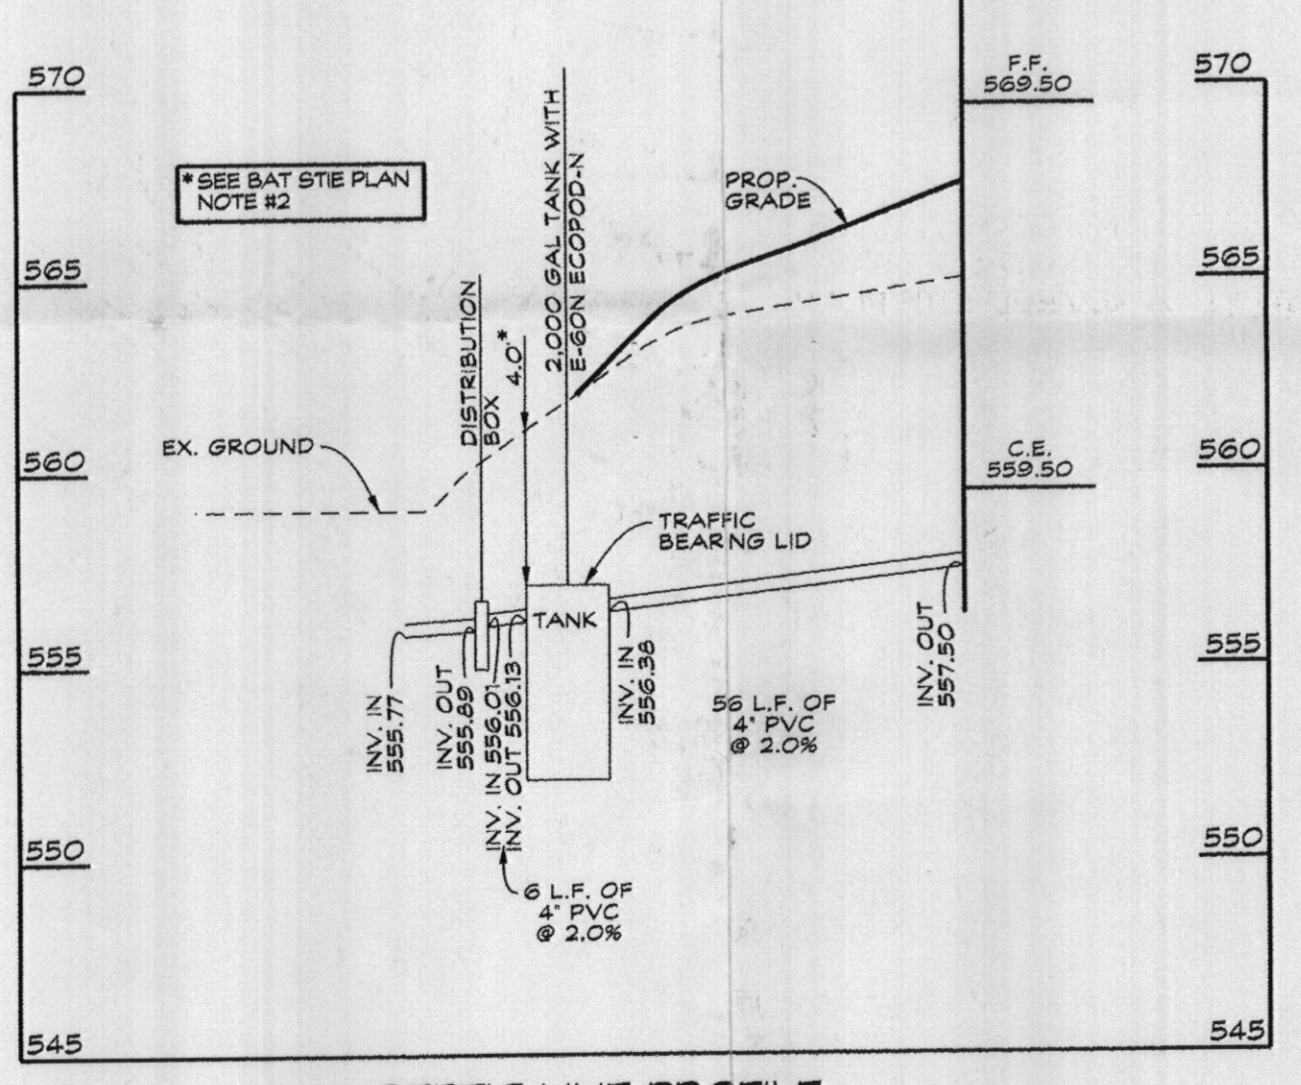 570
F.F.
569.50
570
* SEE BAT STIE PLAN
NOTE #2
2,000 GAL TANK WITH
E-60N ECOPOD-N
PROP.
GRADE
565
565
DISTRIBUTION
BOX
4.0' *
EX. GROUND
560
C.E.
559.50
560
TRAFFIC
BEARNG LID
TANK
555
555
INV. IN
555.77
INV. OUT
555.89
INV. IN 556.01
INV. OUT 556.13
INV. IN
556.38
56 L.F. OF
4" PVC
@ 2.0%
INV. OUT
557.50
550
550
6 L.F. OF
4" PVC
@ 2.0%
545
545